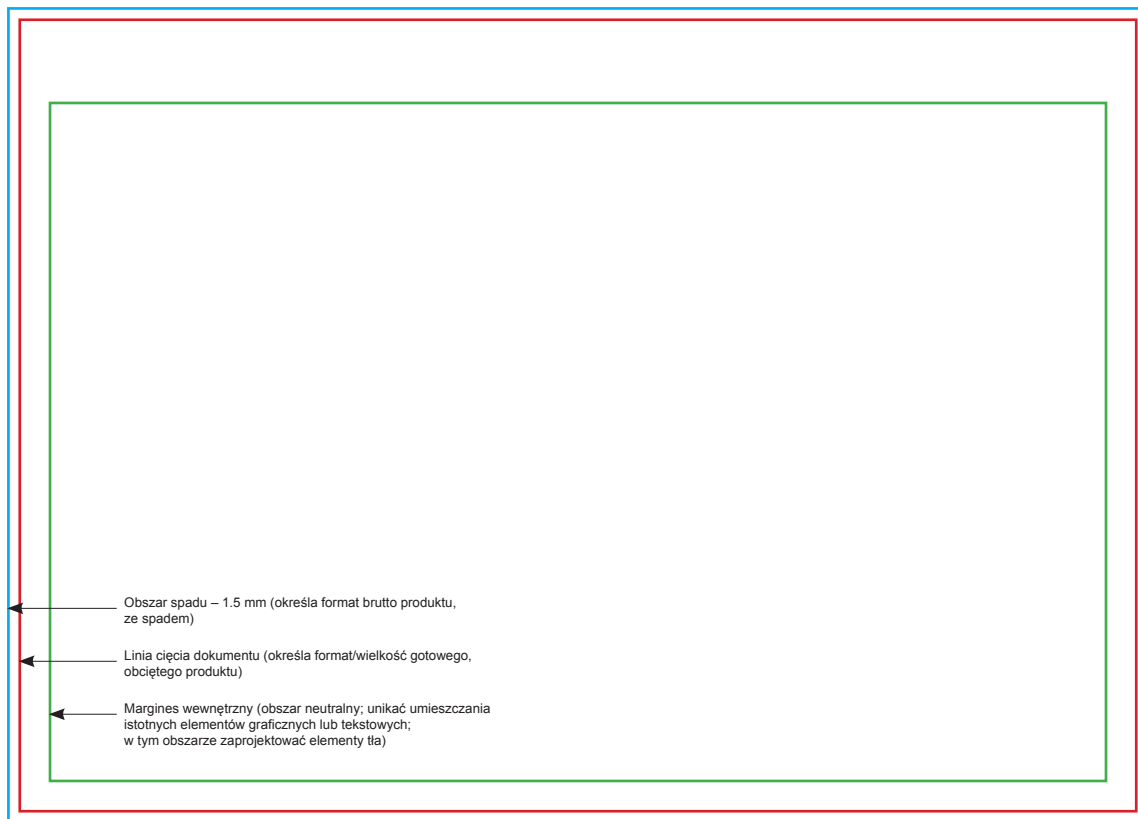 Obszar spadu – 1.5 mm (określa format brutto produktu,
ze spadem)
Linia cięcia dokumentu (określa format/wielkość gotowego,
obciętego produktu)
Margines wewnętrzny (obszar neutralny; unikać umieszczania
istotnych elementów graficznych lub tekstowych;
w tym obszarze zaprojektować elementy tła)